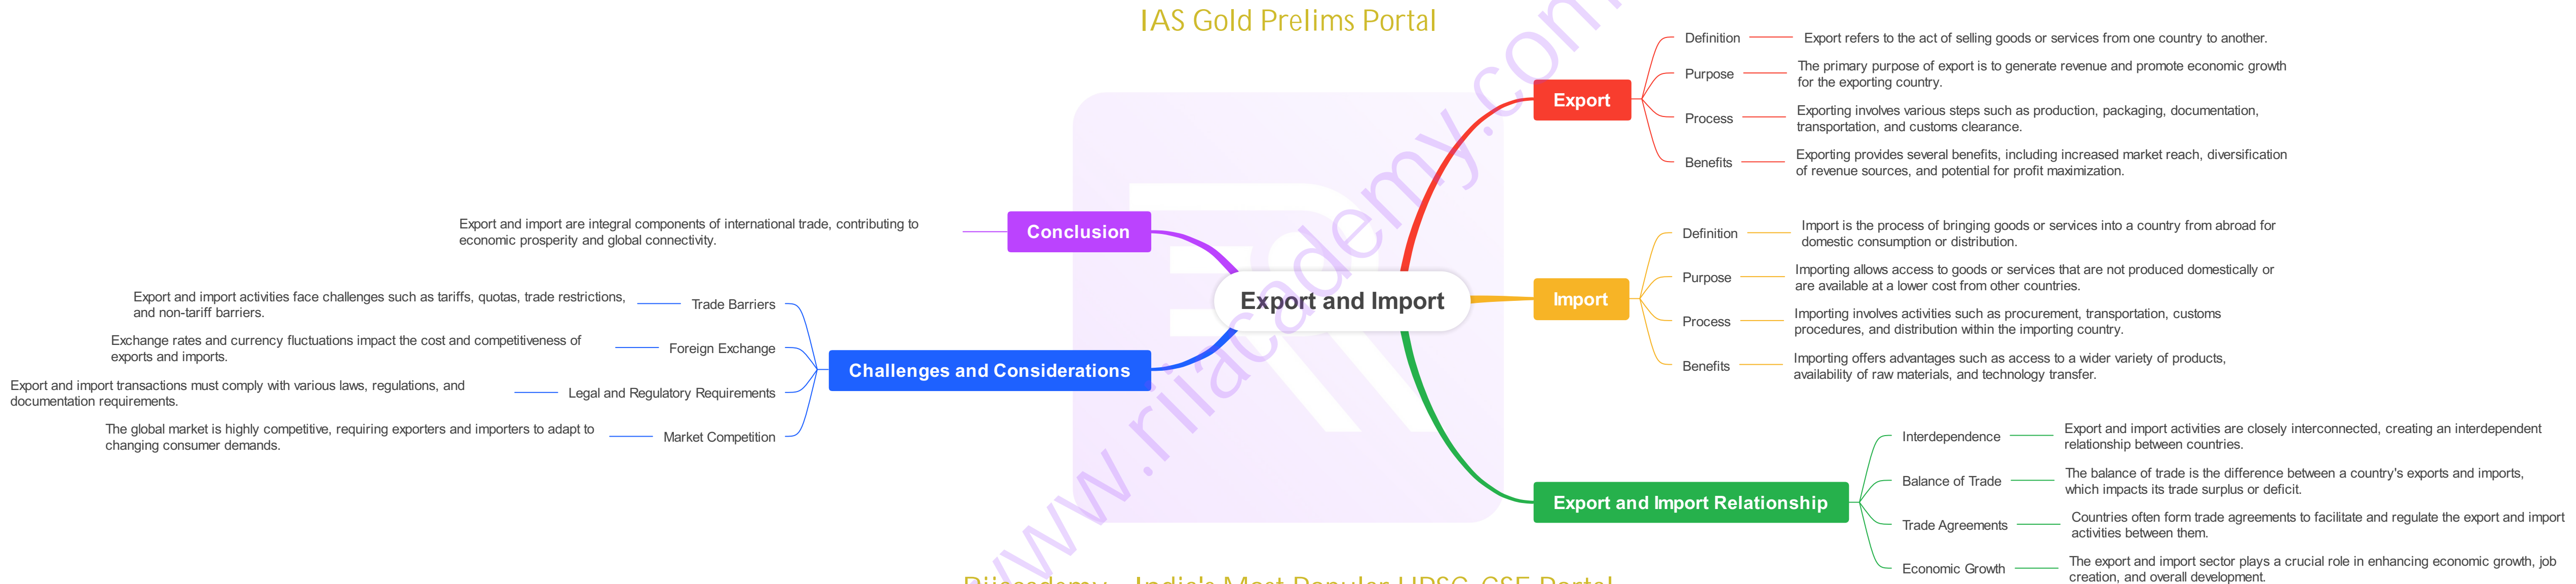 IAS Gold Prelims Portal
Export and Import
Export
Definition
Export refers to the act of selling goods or services from one country to another.
Purpose
The primary purpose of export is to generate revenue and promote economic growth
for the exporting country.
Process
Exporting involves various steps such as production, packaging, documentation,
transportation, and customs clearance.
Benefits
Exporting provides several benefits, including increased market reach, diversification
of revenue sources, and potential for profit maximization.
Import
Definition
Import is the process of bringing goods or services into a country from abroad for
domestic consumption or distribution.
Purpose
Importing allows access to goods or services that are not produced domestically or
are available at a lower cost from other countries.
Process
Importing involves activities such as procurement, transportation, customs
procedures, and distribution within the importing country.
Benefits
Importing offers advantages such as access to a wider variety of products,
availability of raw materials, and technology transfer.
Export and Import Relationship
Interdependence
Export and import activities are closely interconnected, creating an interdependent
relationship between countries.
Balance of Trade
The balance of trade is the difference between a country's exports and imports,
which impacts its trade surplus or deficit.
Trade Agreements
Countries often form trade agreements to facilitate and regulate the export and import
activities between them.
Economic Growth
The export and import sector plays a crucial role in enhancing economic growth, job
creation, and overall development.
Conclusion
Export and import are integral components of international trade, contributing to
economic prosperity and global connectivity.
Challenges and Considerations
Trade Barriers
Export and import activities face challenges such as tariffs, quotas, trade restrictions,
and non-tariff barriers.
Foreign Exchange
Exchange rates and currency fluctuations impact the cost and competitiveness of
exports and imports.
Legal and Regulatory Requirements
Export and import transactions must comply with various laws, regulations, and
documentation requirements.
Market Competition
The global market is highly competitive, requiring exporters and importers to adapt to
changing consumer demands.
www.rijiacademy.com
India's Most Popular UPSC CSE Portal